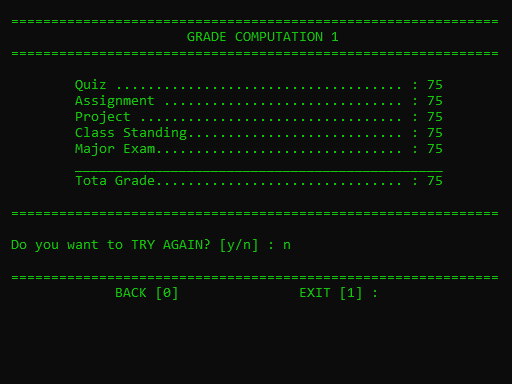 =============================================================
GRADE COMPUTATION 1
=============================================================
Quiz .................................... : 75
Assignment .............................. : 75
Project ................................. : 75
Class Standing........................... : 75
Major Exam............................... : 75
______________________________________________
Tota Grade............................... : 75
=============================================================
Do you want to TRY AGAIN? [y/n] : n
=============================================================
BACK [0]               EXIT [1] :